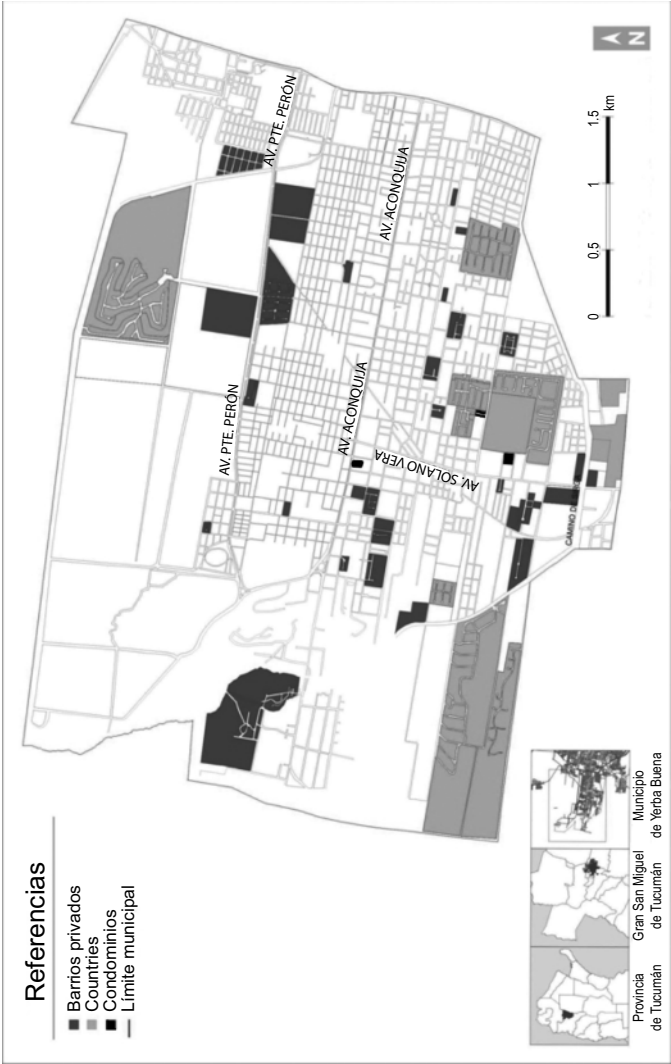 Referencias
Barrios privados
Countries
Condominios
Límite municipal
N
AV. PTE. PERÓN
AV. PTE. PERÓN
AV. ACONQUIJA
AV. ACONQUIJA
AV. SOLANO VERA
CAMINO DE
0 0.5 1 1.5 km
Provincia
de Tucumán
Gran San Miguel
de Tucumán
Municipio
de Yerba Buena